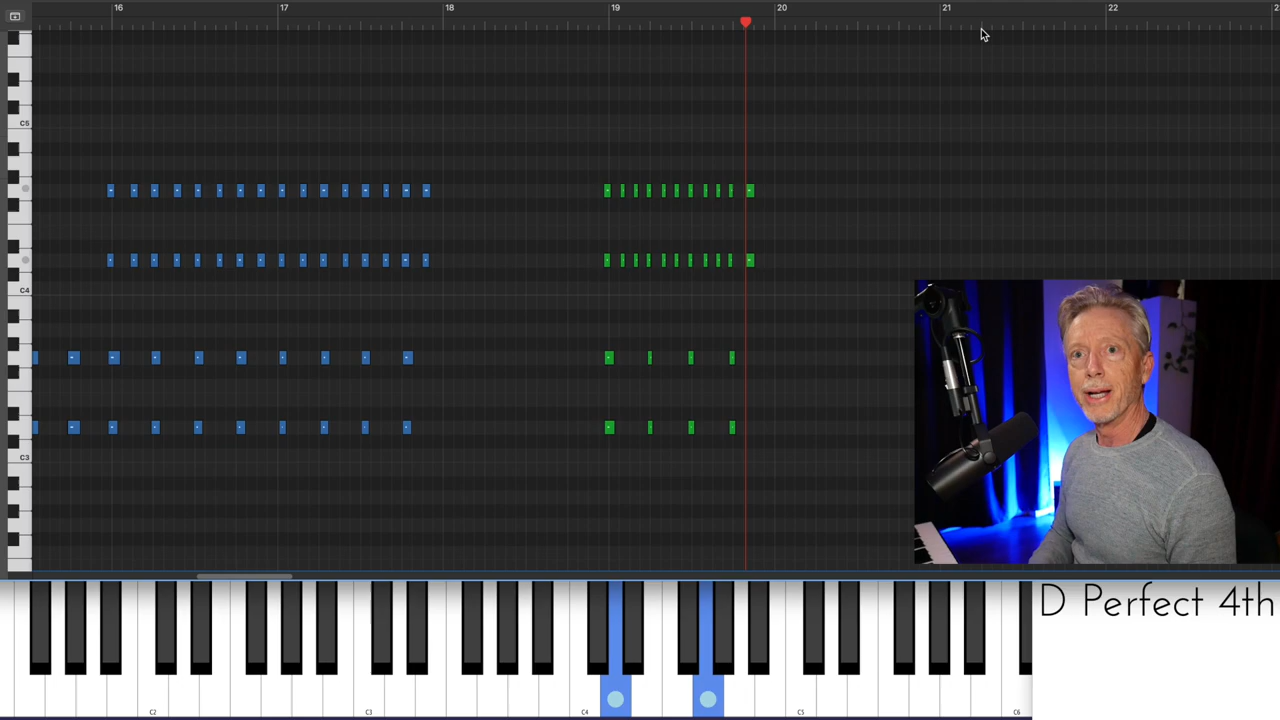 16 17 18 19 20 21 22
C5
C4
C3
D Perfect 4th
C2 C3 C4 C5 C6